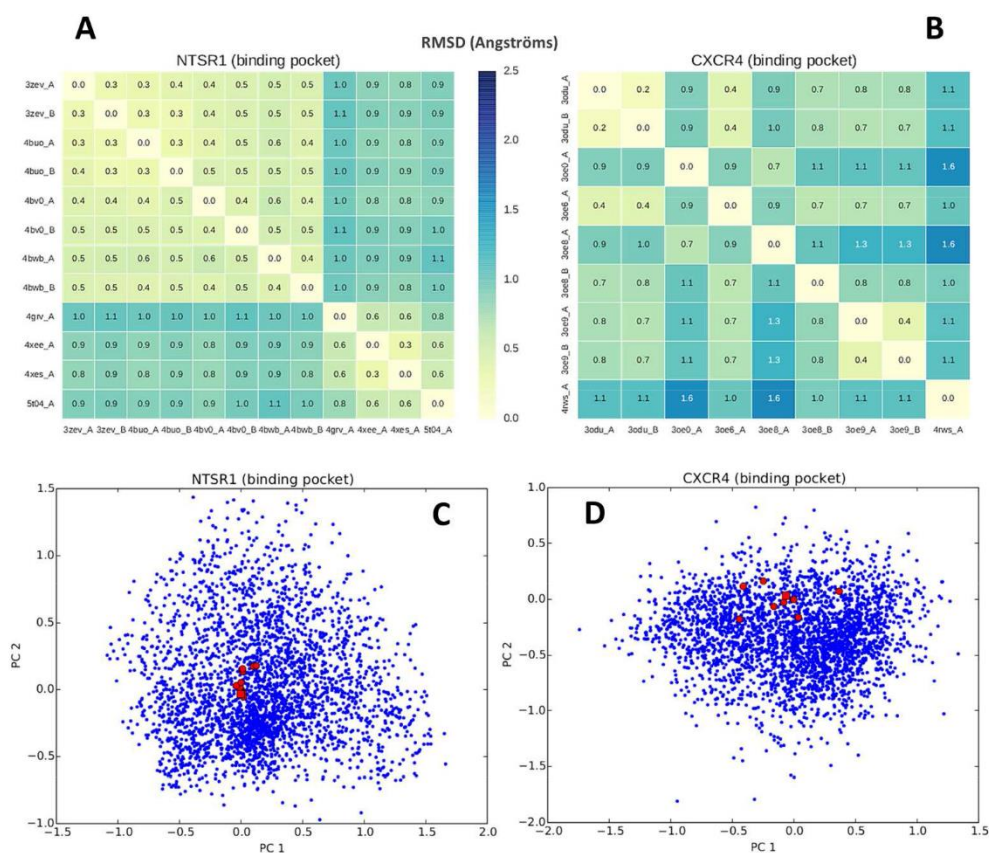 A
B
RMSD (Angströms)
NTSR1 (binding pocket)
CXCR4 (binding pocket)
3zev_A 0.0 0.3 0.3 0.4 0.4 0.5 0.5 0.5 1.0 0.9 0.8 0.9
3zev_B 0.3 0.0 0.3 0.3 0.4 0.5 0.5 0.5 1.1 0.9 0.9 0.9
4buo_A 0.3 0.3 0.0 0.3 0.4 0.5 0.6 0.4 1.0 0.9 0.8 0.9
4buo_B 0.4 0.3 0.3 0.0 0.5 0.4 0.5 0.5 1.0 0.9 0.9 0.9
4bv0_A 0.4 0.4 0.4 0.5 0.0 0.4 0.6 0.4 1.0 0.8 0.8 0.9
4bv0_B 0.5 0.5 0.5 0.4 0.4 0.0 0.5 0.5 1.1 0.9 0.9 1.0
4bwb_A 0.5 0.5 0.6 0.5 0.6 0.5 0.0 0.4 1.0 0.9 0.9 1.1
4bwb_B 0.5 0.5 0.4 0.5 0.4 0.5 0.4 0.0 1.0 0.9 0.8 1.0
4grv_A 1.0 1.1 1.0 1.0 1.0 1.1 1.0 1.0 0.0 0.6 0.6 0.8
4xee_A 0.9 0.9 0.9 0.9 0.8 0.9 0.9 0.9 0.6 0.0 0.3 0.6
4xes_A 0.8 0.9 0.8 0.9 0.8 0.9 0.9 0.8 0.6 0.3 0.0 0.6
5t04_A 0.9 0.9 0.9 0.9 0.9 1.0 1.1 1.0 0.8 0.6 0.6 0.0
3zev_A 3zev_B 4buo_A 4buo_B 4bv0_A 4bv0_B 4bwb_A 4bwb_B 4grv_A 4xee_A 4xes_A 5t04_A
2.5
2.0
1.5
1.0
0.5
0.0
3odu_A 0.0 0.2 0.9 0.4 0.9 0.7 0.8 0.8 1.1
3odu_B 0.2 0.0 0.9 0.4 1.0 0.8 0.7 0.7 1.1
3oe0_A 0.9 0.9 0.0 0.9 0.7 1.1 1.1 1.1 1.6
3oe6_A 0.4 0.4 0.9 0.0 0.9 0.7 0.7 0.7 1.0
3oe8_A 0.9 1.0 0.7 0.9 0.0 1.1 1.3 1.3 1.6
3oe8_B 0.7 0.8 1.1 0.7 1.1 0.0 0.8 0.8 1.0
3oe9_A 0.8 0.7 1.1 0.7 1.3 0.8 0.0 0.4 1.1
3oe9_B 0.8 0.7 1.1 0.7 1.3 0.8 0.4 0.0 1.1
4rws_A 1.1 1.1 1.6 1.0 1.6 1.0 1.1 1.1 0.0
3odu_A 3odu_B 3oe0_A 3oe6_A 3oe8_A 3oe8_B 3oe9_A 3oe9_B 4rws_A
NTSR1 (binding pocket)
C
1.5
1.0
0.5
0.0
−0.5
−1.0
PC 2
−1.5 −1.0 −0.5 0.0 0.5 1.0 1.5 2.0
PC 1
CXCR4 (binding pocket)
D
1.0
0.5
0.0
−0.5
−1.0
−1.5
−2.0
PC 2
−2.0 −1.5 −1.0 −0.5 0.0 0.5 1.0 1.5
PC 1